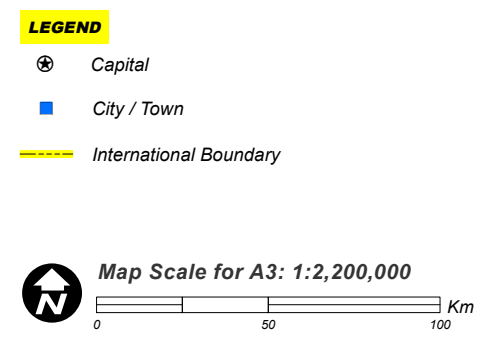 LEGEND
Capital
City / Town
International Boundary
Map Scale for A3: 1:2,200,000
N
Km
0 50 100